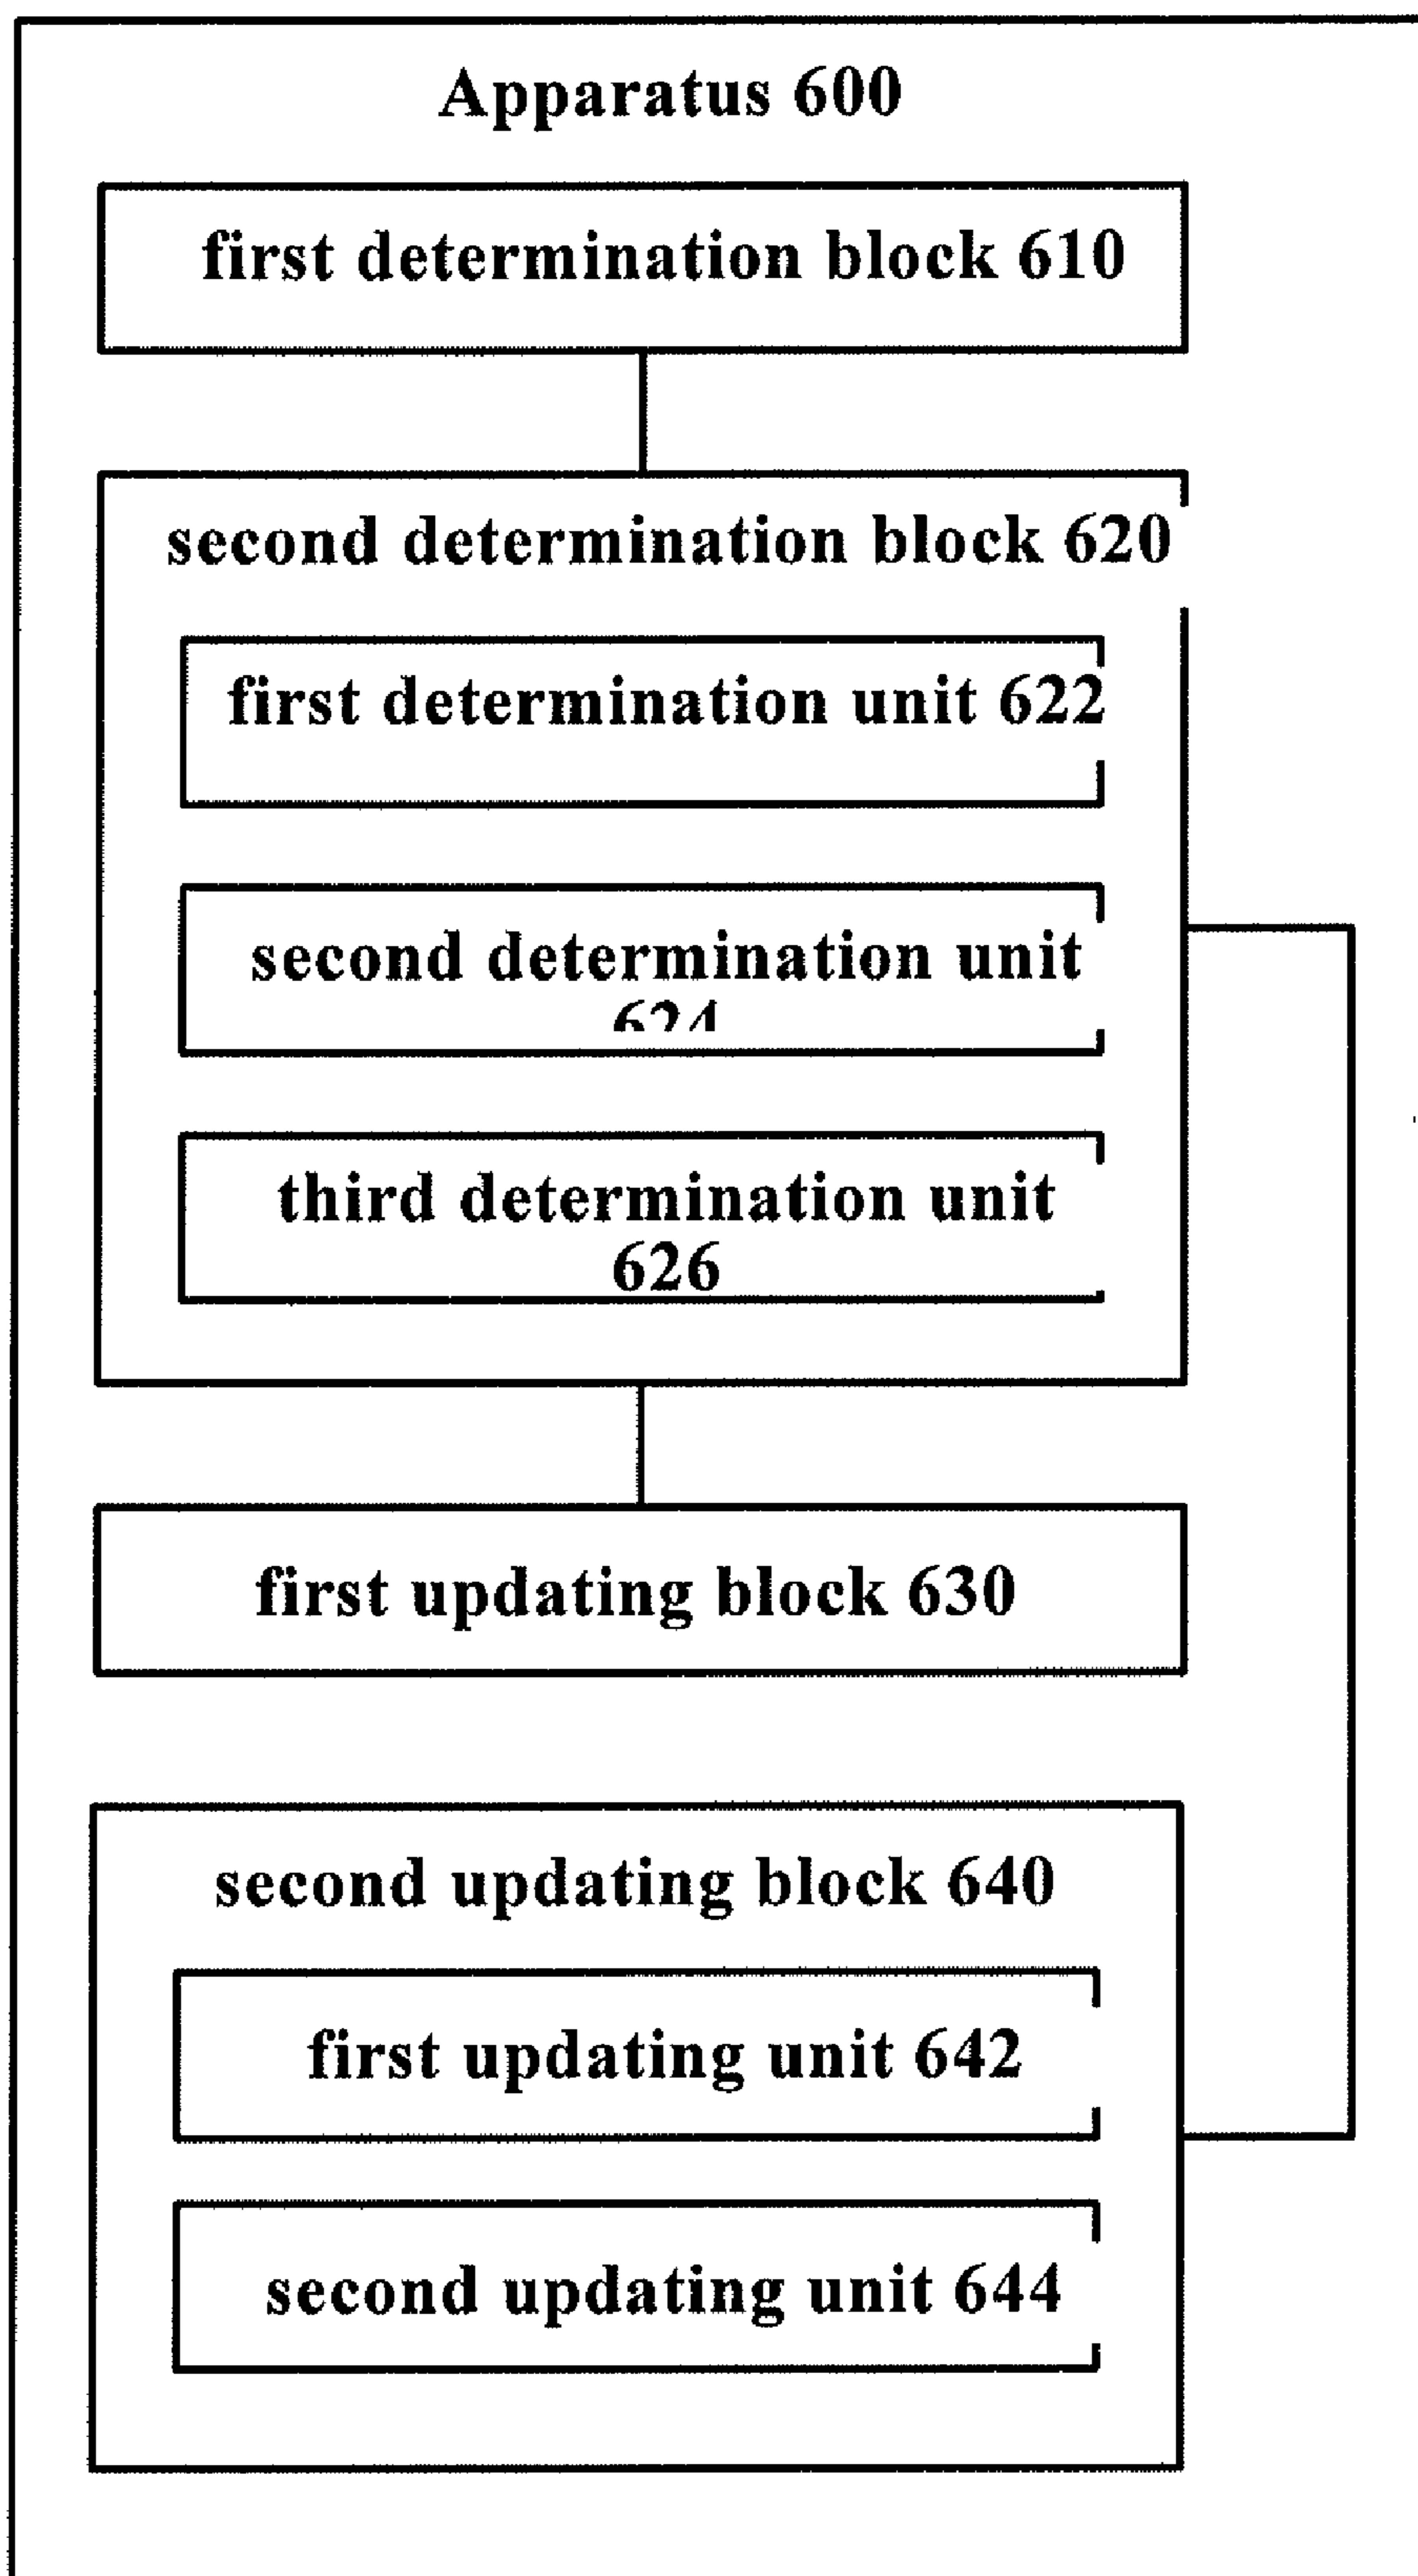 Apparatus 600
first determination block 610
second determination block 620
first determination unit 622
second determination unit
624
third determination unit
626
first updating block 630
second updating block 640
first updating unit 642
second updating unit 644